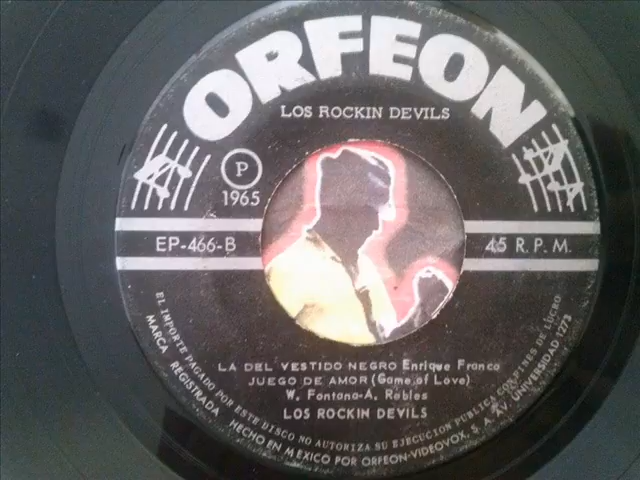 ORFEON
LOS ROCKIN DEVILS
P
1965
EP-466-B
45 R. P. M.
LA DEL VESTIDO NEGRO Enrique Franco
JUEGO DE AMOR (Game of Love)
W. Fontana-A. Robles
LOS ROCKIN DEVILS
EL IMPORTE PAGADO POR ESTE DISCO NO AUTORIZA SU EJECUCION PUBLICA CON FINES DE LUCRO
MARCA REGISTRADA HECHO EN MEXICO POR ORFEON-VIDEOVOX, S. A. AV. UNIVERSIDAD 1273